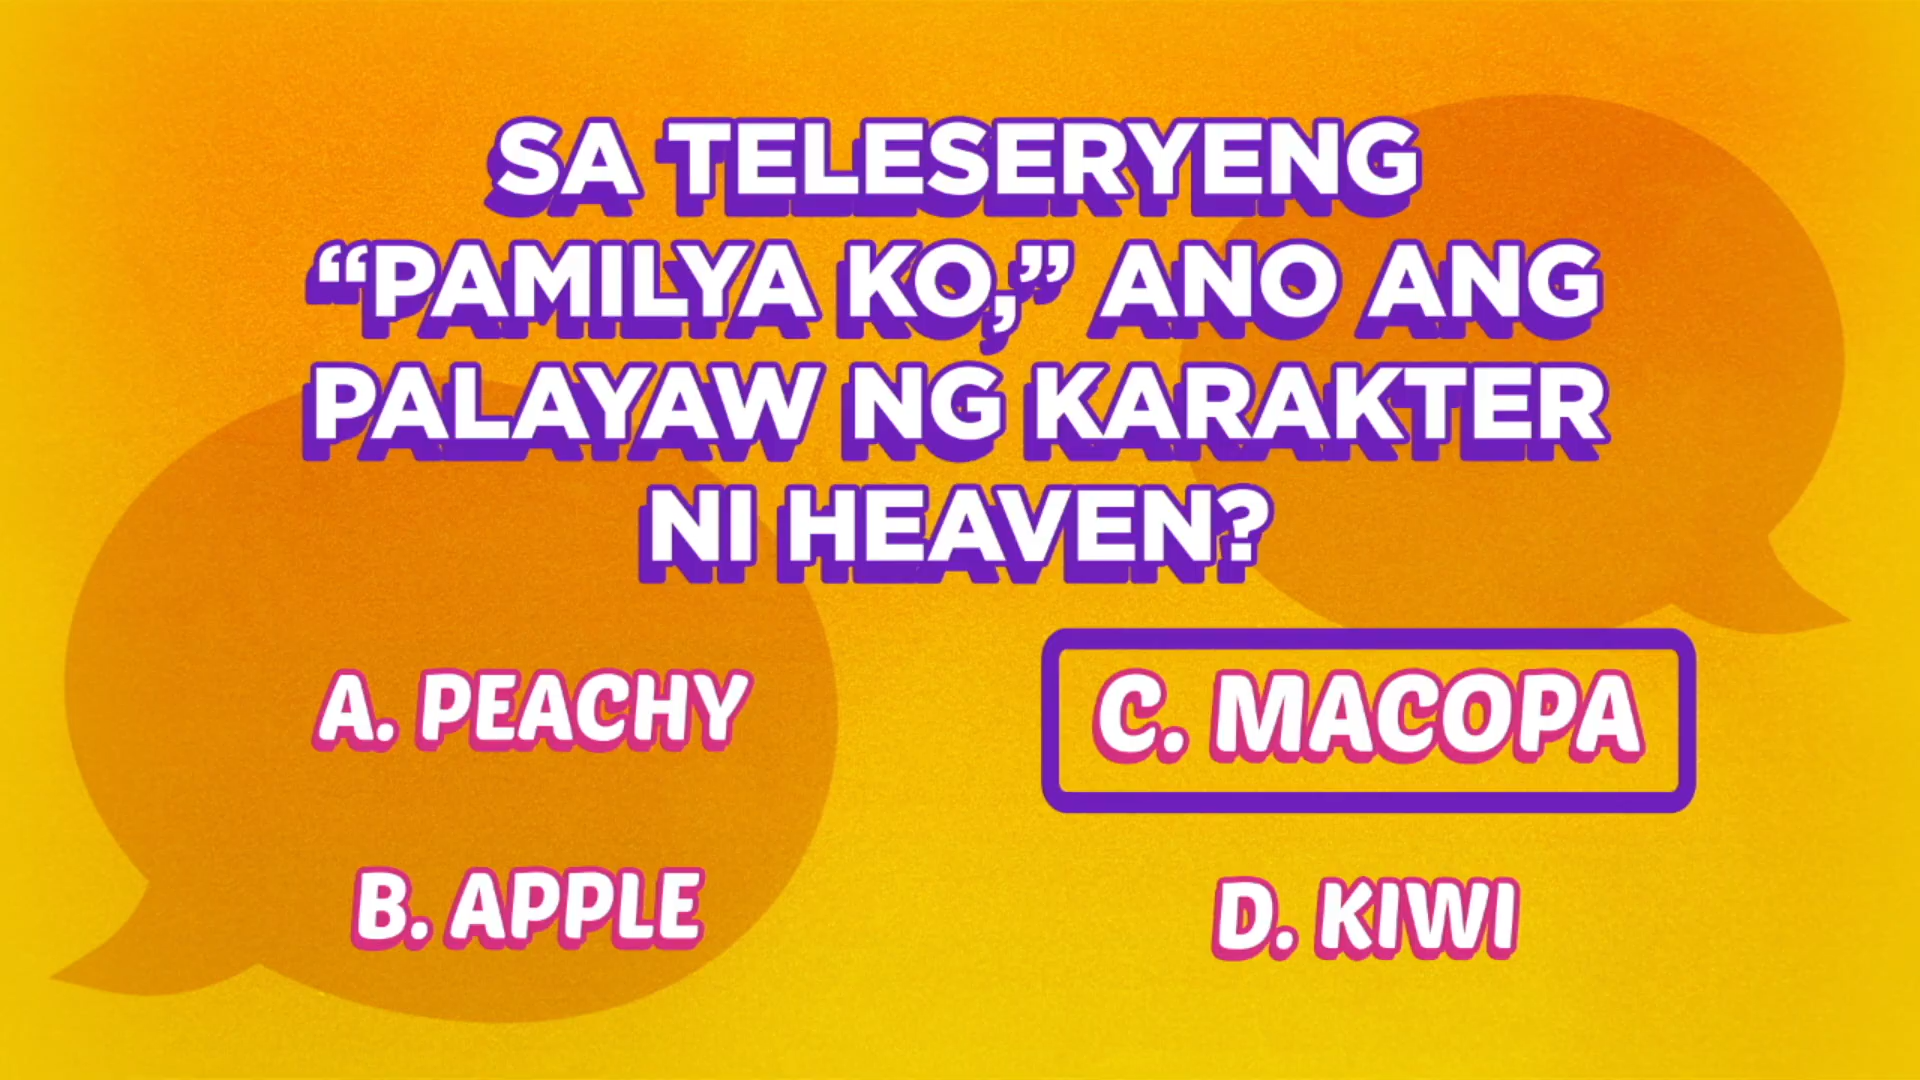 SA TELESERYENG
“PAMILYA KO,” ANO ANG
PALAYAW NG KARAKTER
NI HEAVEN?
A. PEACHY
B. APPLE
C. MACOPA
D. KIWI